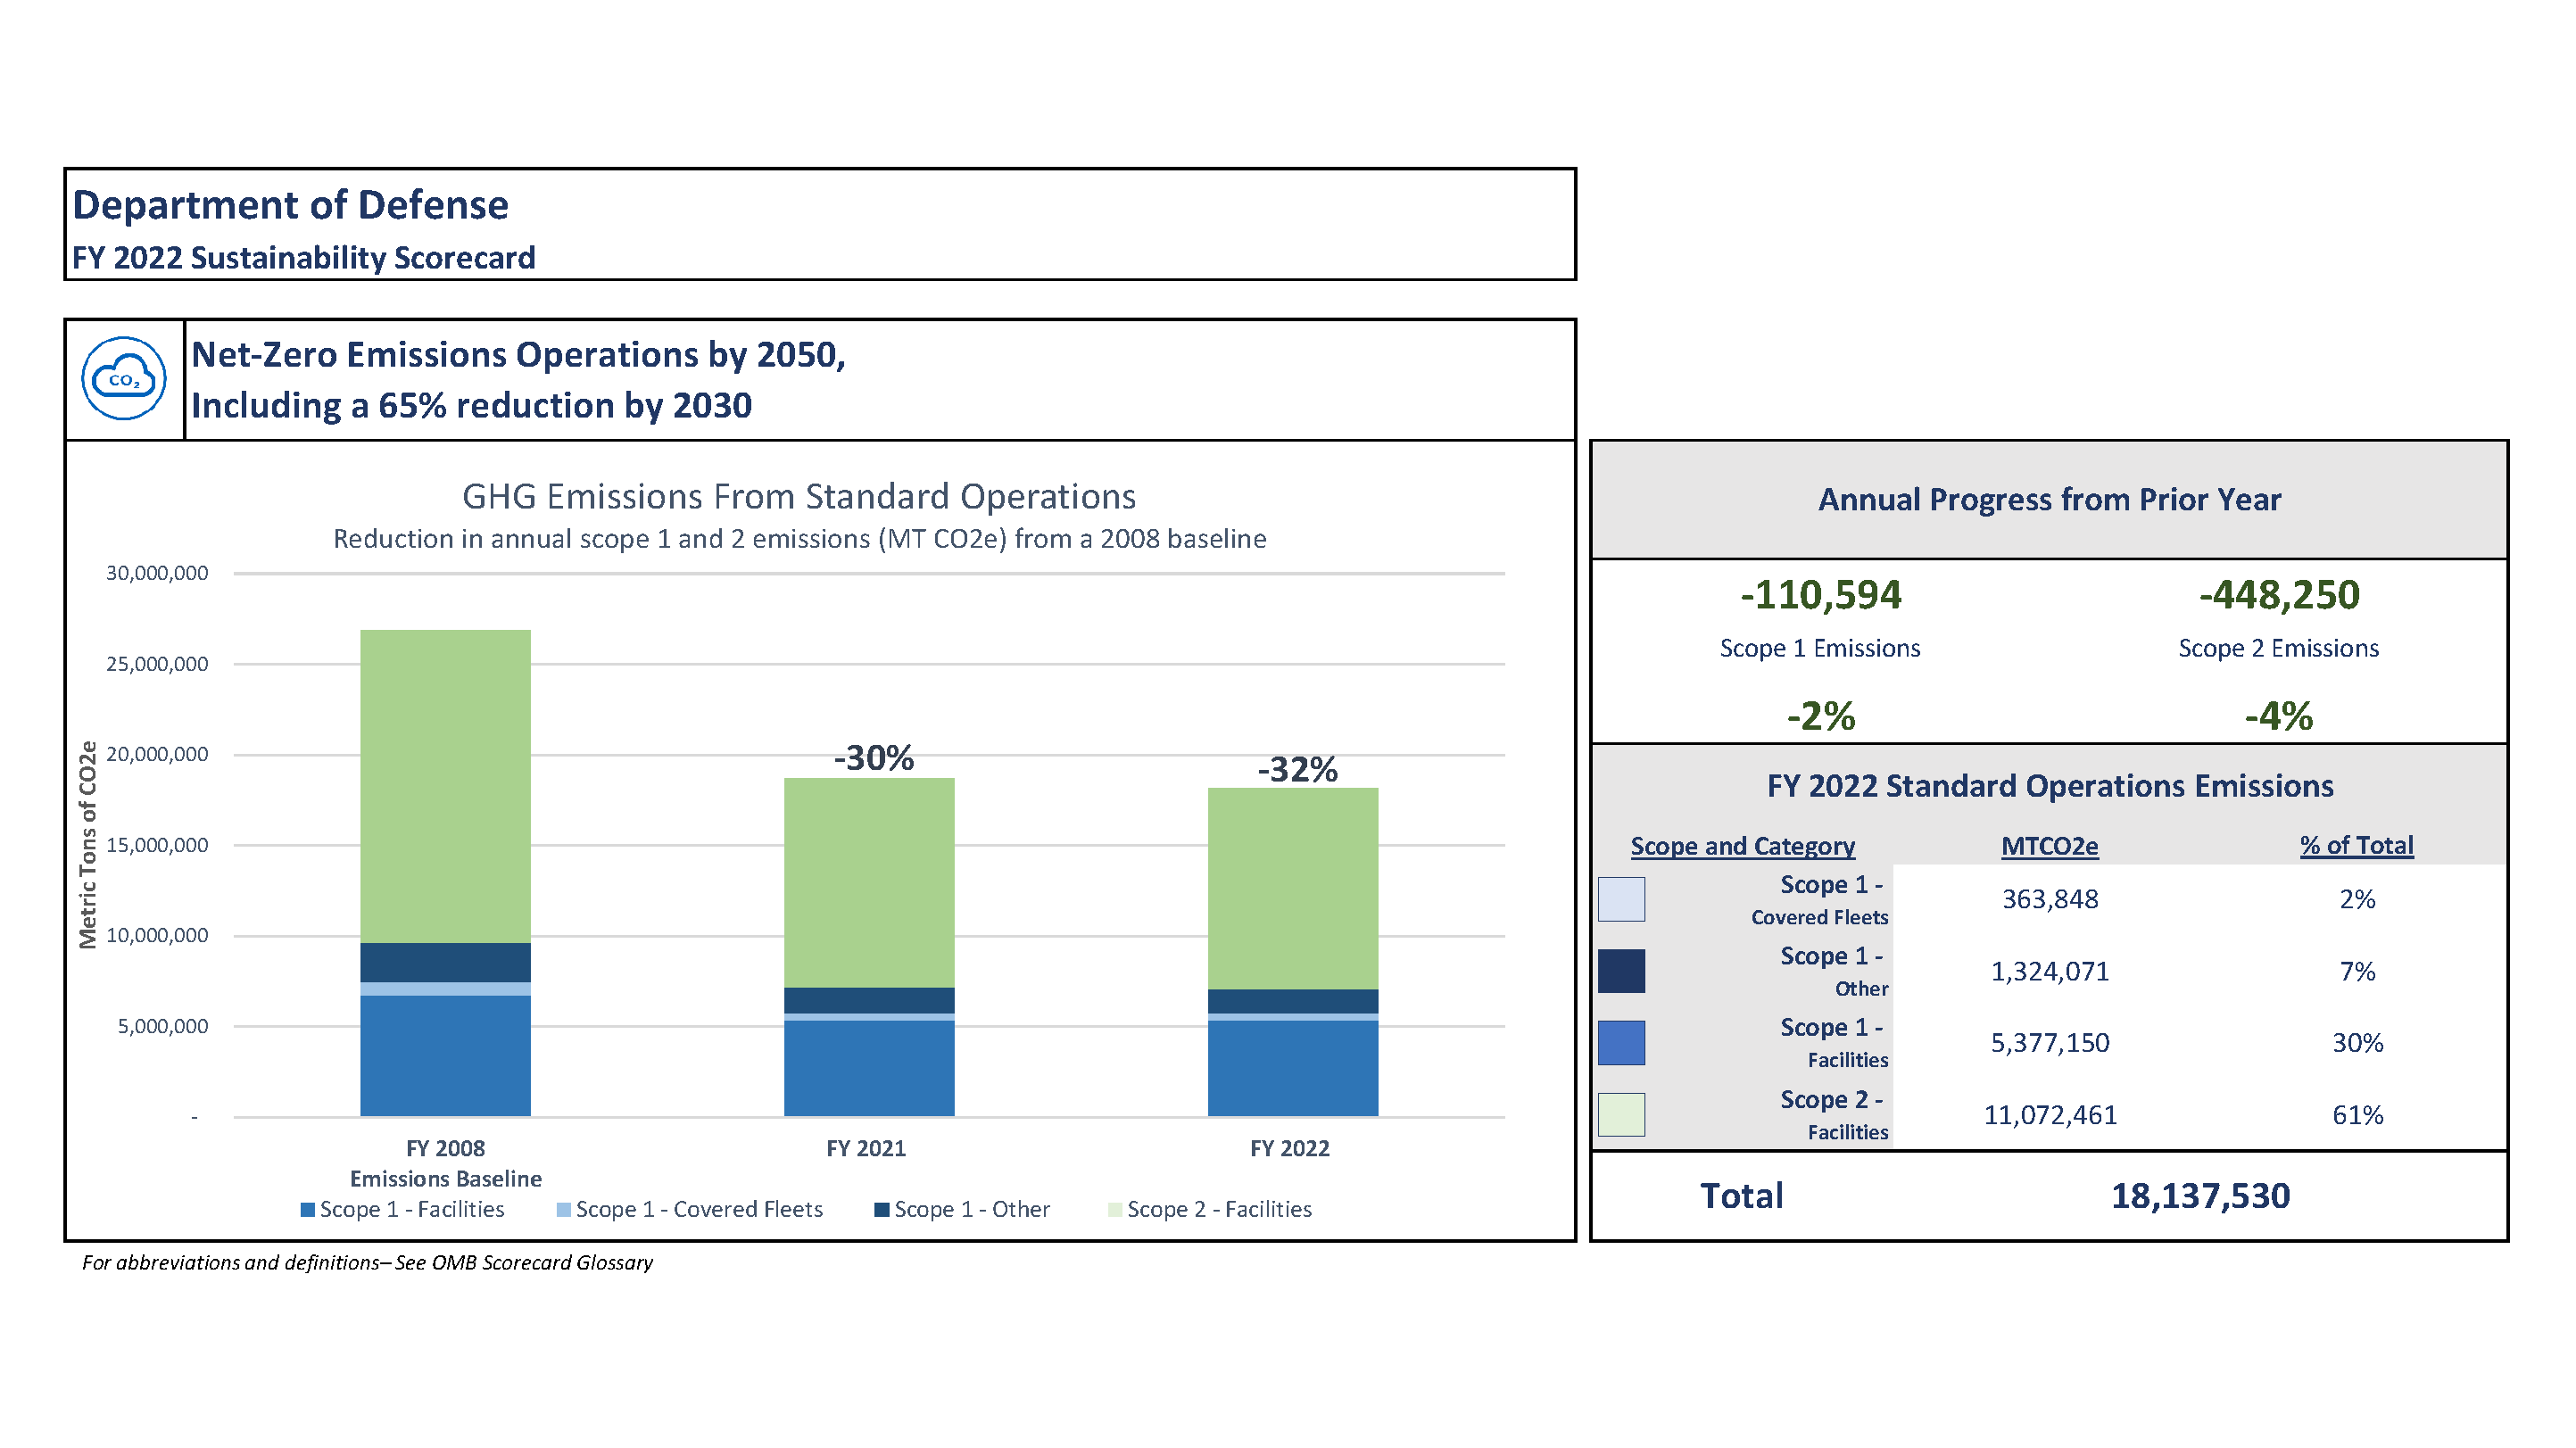 Department of Defense
FY 2022 Sustainability Scorecard
CO₂
Net-Zero Emissions Operations by 2050,
Including a 65% reduction by 2030
GHG Emissions From Standard Operations
Reduction in annual scope 1 and 2 emissions (MT CO2e) from a 2008 baseline
Metric Tons of CO2e
30,000,000
25,000,000
20,000,000
15,000,000
10,000,000
5,000,000
-
-30%
-32%
FY 2008
Emissions Baseline
FY 2021
FY 2022
Scope 1 - Facilities
Scope 1 - Covered Fleets
Scope 1 - Other
Scope 2 - Facilities
Annual Progress from Prior Year
-110,594
Scope 1 Emissions
-2%
-448,250
Scope 2 Emissions
-4%
FY 2022 Standard Operations Emissions
Scope and Category MTCO2e % of Total
Scope 1 -
Covered Fleets
363,848 2%
Scope 1 -
Other
1,324,071 7%
Scope 1 -
Facilities
5,377,150 30%
Scope 2 -
Facilities
11,072,461 61%
Total 18,137,530
For abbreviations and definitions– See OMB Scorecard Glossary